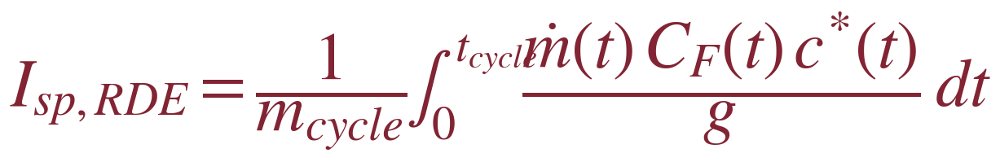 I_{sp, RDE} = \frac{1}{m_{cycle}} \int_0^{t_{cycle}} \frac{\dot{m}(t) \, C_F(t) \, c^*(t)}{g} \, dt